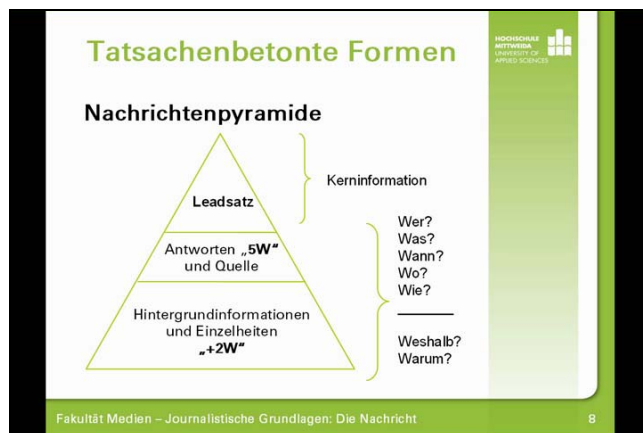 Tatsachenbetonte Formen
HOCHSCHULE
MITTWEIDA
UNIVERSITY OF
APPLIED SCIENCES
Nachrichtenpyramide
Leadsatz
Kerninformation
Antworten „5W“
und Quelle
Hintergrundinformationen
und Einzelheiten
„+2W“
Wer?
Was?
Wann?
Wo?
Wie?
Weshalb?
Warum?
Fakultät Medien – Journalistische Grundlagen: Die Nachricht
8